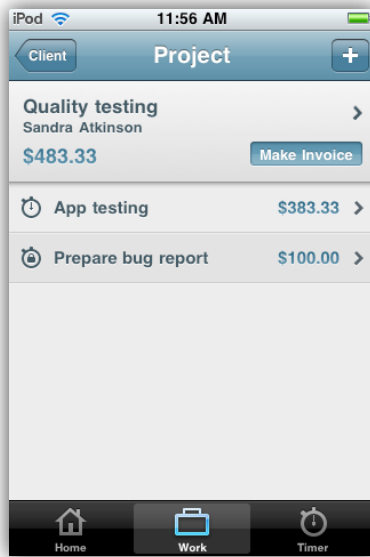 iPod 11:56 AM
Client Project +
Quality testing
Sandra Atkinson
$483.33 Make Invoice
App testing $383.33
Prepare bug report $100.00
Home Work Timer